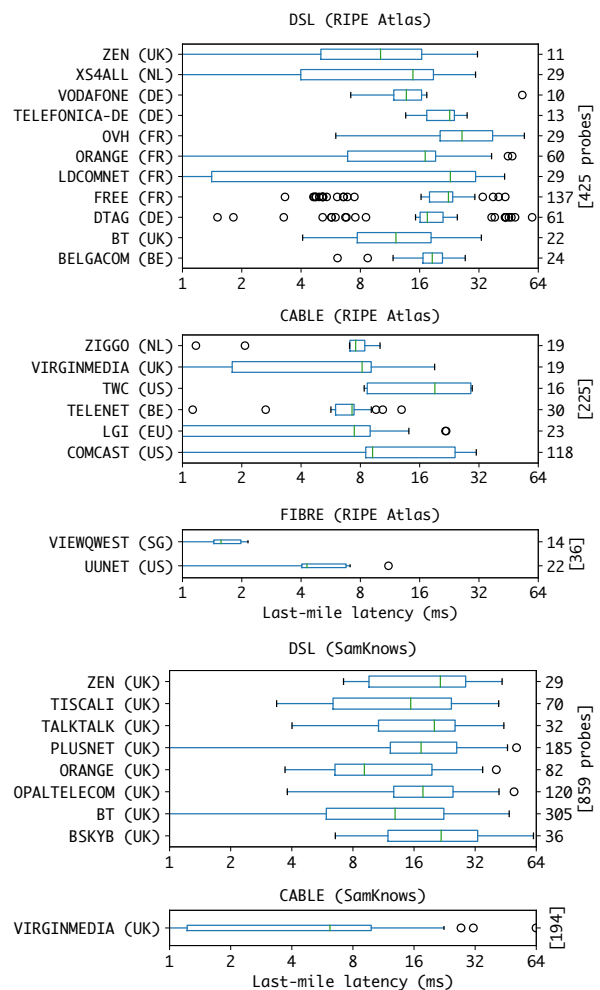 DSL (RIPE Atlas)
ZEN (UK) 11
XS4ALL (NL) 29
VODAFONE (DE) 10
TELEFONICA-DE (DE) 13
OVH (FR) 29
ORANGE (FR) 60
LDCOMNET (FR) 29
FREE (FR) 137
DTAG (DE) 61
BT (UK) 22
BELGACOM (BE) 24
[425 probes]
1 2 4 8 16 32 64
CABLE (RIPE Atlas)
ZIGGO (NL) 19
VIRGINMEDIA (UK) 19
TWC (US) 16
TELENET (BE) 30
LGI (EU) 23
COMCAST (US) 118
[225]
1 2 4 8 16 32 64
FIBRE (RIPE Atlas)
VIEWQWEST (SG) 14
UUNET (US) 22
[36]
1 2 4 8 16 32 64
Last-mile latency (ms)
DSL (SamKnows)
ZEN (UK) 29
TISCALI (UK) 70
TALKTALK (UK) 32
PLUSNET (UK) 185
ORANGE (UK) 82
OPALTELECOM (UK) 120
BT (UK) 305
BSKYB (UK) 36
[859 probes]
1 2 4 8 16 32 64
CABLE (SamKnows)
VIRGINMEDIA (UK)
[194]
1 2 4 8 16 32 64
Last-mile latency (ms)